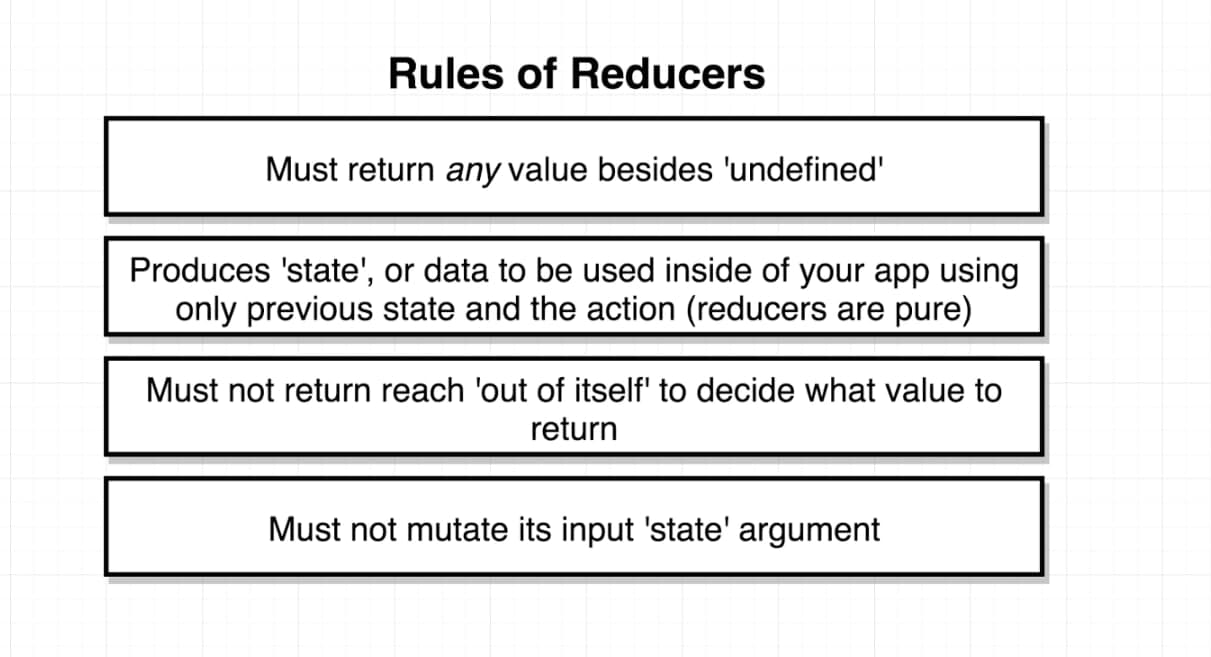 Rules of Reducers
Must return any value besides 'undefined'
Produces 'state', or data to be used inside of your app using
only previous state and the action (reducers are pure)
Must not return reach 'out of itself' to decide what value to
return
Must not mutate its input 'state' argument